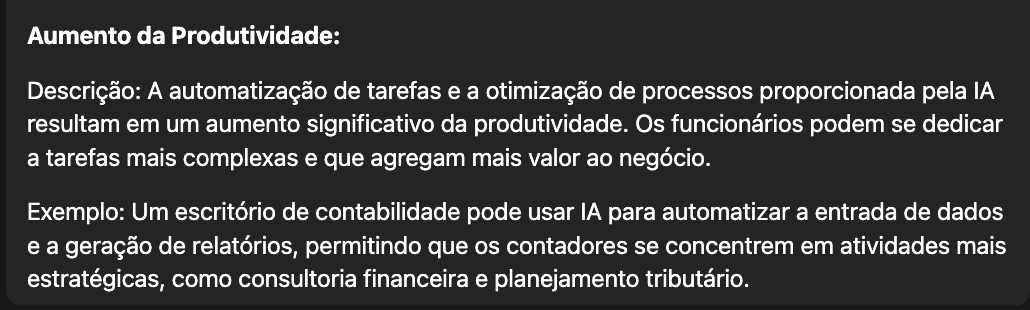 Aumento da Produtividade:
Descrição: A automatização de tarefas e a otimização de processos proporcionada pela IA
resultam em um aumento significativo da produtividade. Os funcionários podem se dedicar
a tarefas mais complexas e que agregam mais valor ao negócio.
Exemplo: Um escritório de contabilidade pode usar IA para automatizar a entrada de dados
e a geração de relatórios, permitindo que os contadores se concentrem em atividades mais
estratégicas, como consultoria financeira e planejamento tributário.